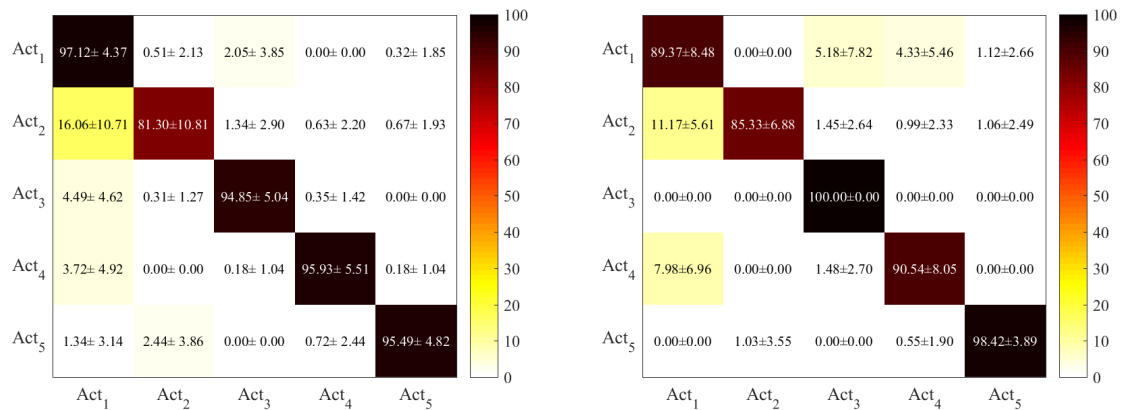 Act1 97.12± 4.37 0.51± 2.13 2.05± 3.85 0.00± 0.00 0.32± 1.85
Act2 16.06±10.71 81.30±10.81 1.34± 2.90 0.63± 2.20 0.67± 1.93
Act3 4.49± 4.62 0.31± 1.27 94.85± 5.04 0.35± 1.42 0.00± 0.00
Act4 3.72± 4.92 0.00± 0.00 0.18± 1.04 95.93± 5.51 0.18± 1.04
Act5 1.34± 3.14 2.44± 3.86 0.00± 0.00 0.72± 2.44 95.49± 4.82
Act1 Act2 Act3 Act4 Act5
100
90
80
70
60
50
40
30
20
10
0
Act1 89.37±8.48 0.00±0.00 5.18±7.82 4.33±5.46 1.12±2.66
Act2 11.17±5.61 85.33±6.88 1.45±2.64 0.99±2.33 1.06±2.49
Act3 0.00±0.00 0.00±0.00 100.00±0.00 0.00±0.00 0.00±0.00
Act4 7.98±6.96 0.00±0.00 1.48±2.70 90.54±8.05 0.00±0.00
Act5 0.00±0.00 1.03±3.55 0.00±0.00 0.55±1.90 98.42±3.89
Act1 Act2 Act3 Act4 Act5
100
90
80
70
60
50
40
30
20
10
0